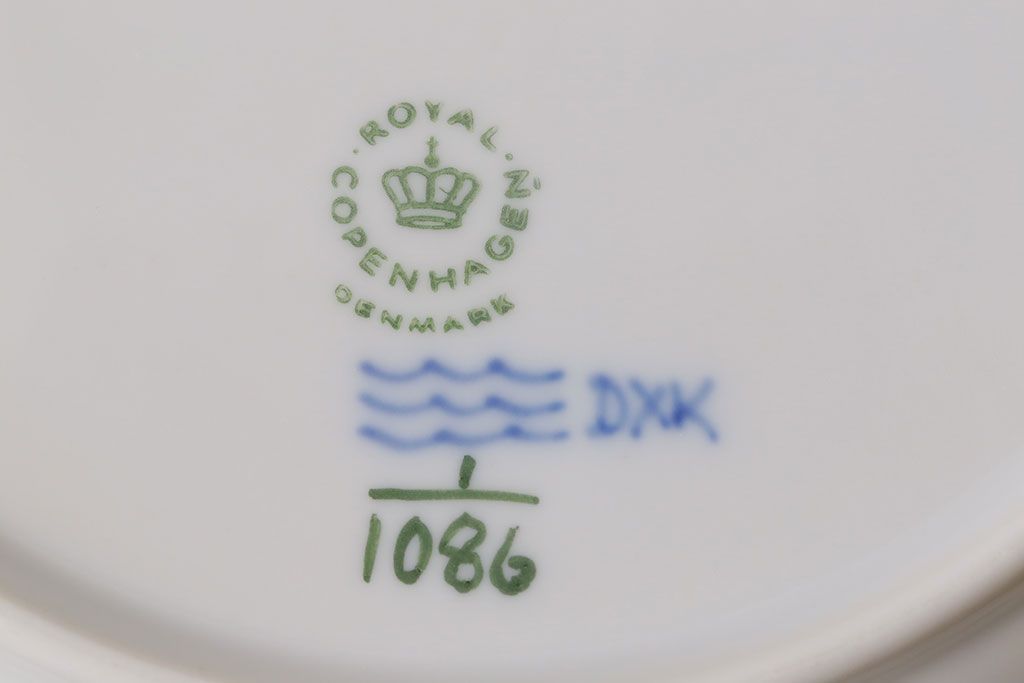 ROYAL
COPENHAGEN
DENMARK
DXK
1
1086